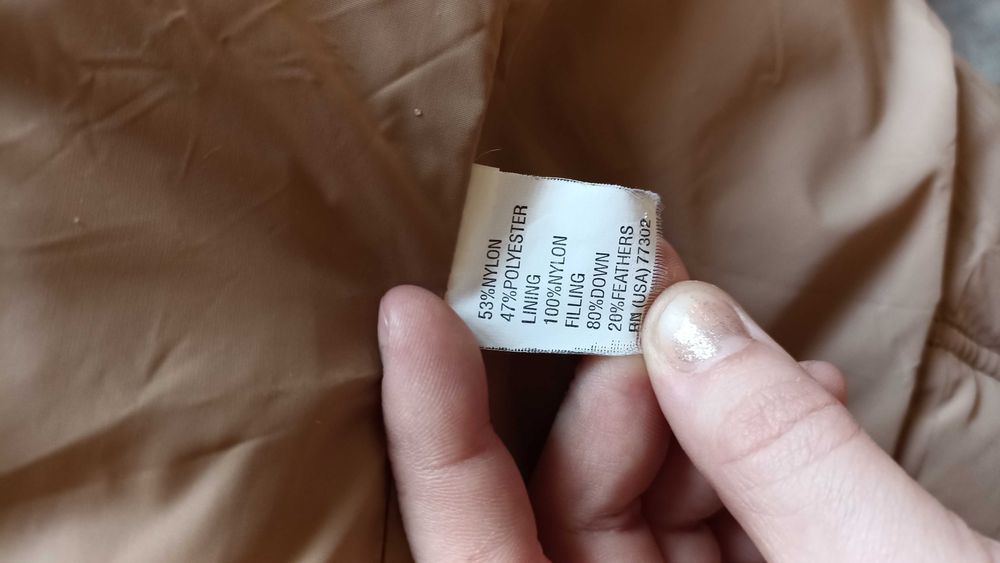 53%NYLON
47%POLYESTER
LINING
100%NYLON
FILLING
80%DOWN
20%FEATHERS
RN (USA) 77302